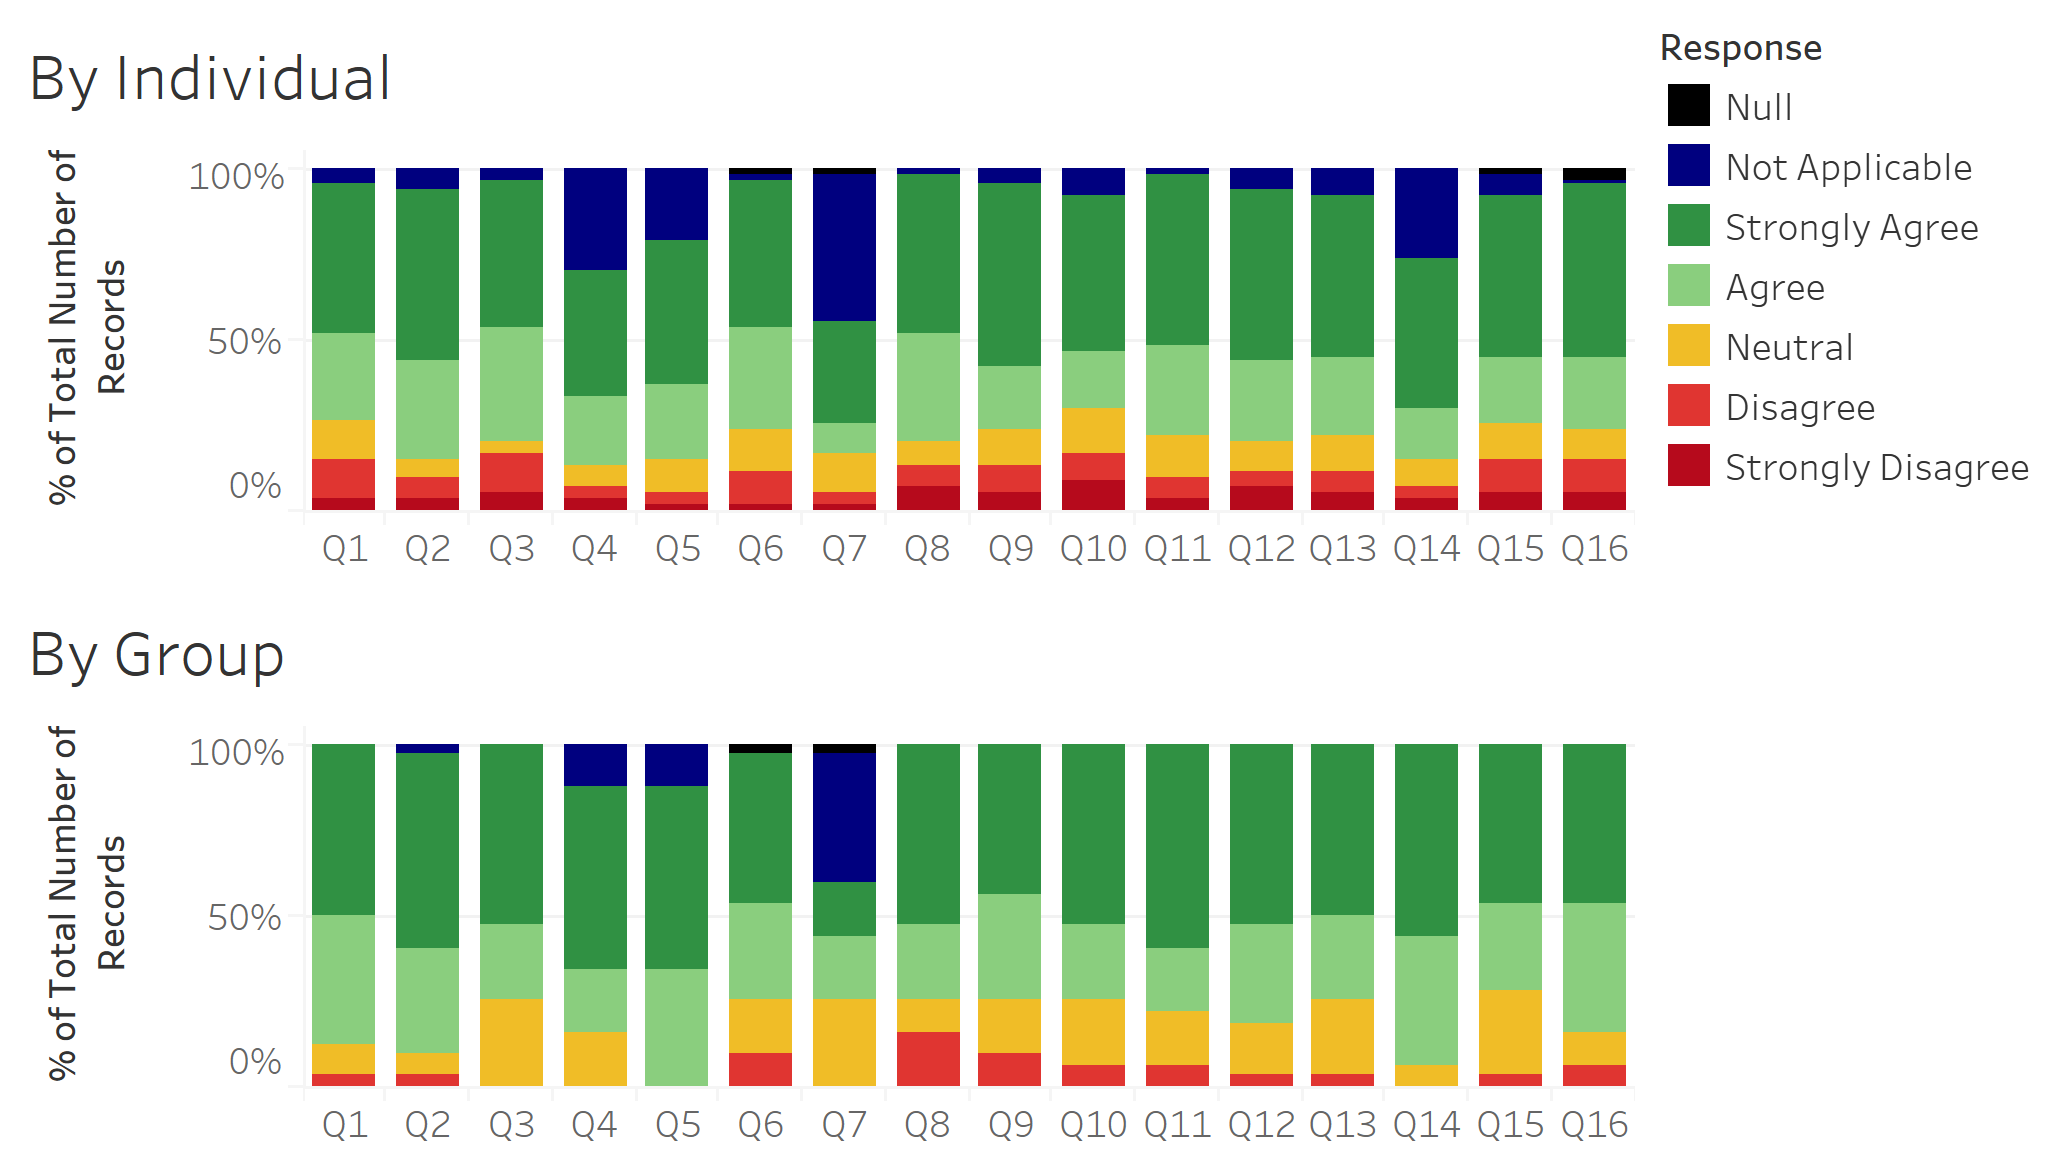 By Individual
% of Total Number of
Records
100%
50%
0%
Q1 Q2 Q3 Q4 Q5 Q6 Q7 Q8 Q9 Q10 Q11 Q12 Q13 Q14 Q15 Q16
Response
Null
Not Applicable
Strongly Agree
Agree
Neutral
Disagree
Strongly Disagree
By Group
% of Total Number of
Records
100%
50%
0%
Q1 Q2 Q3 Q4 Q5 Q6 Q7 Q8 Q9 Q10 Q11 Q12 Q13 Q14 Q15 Q16